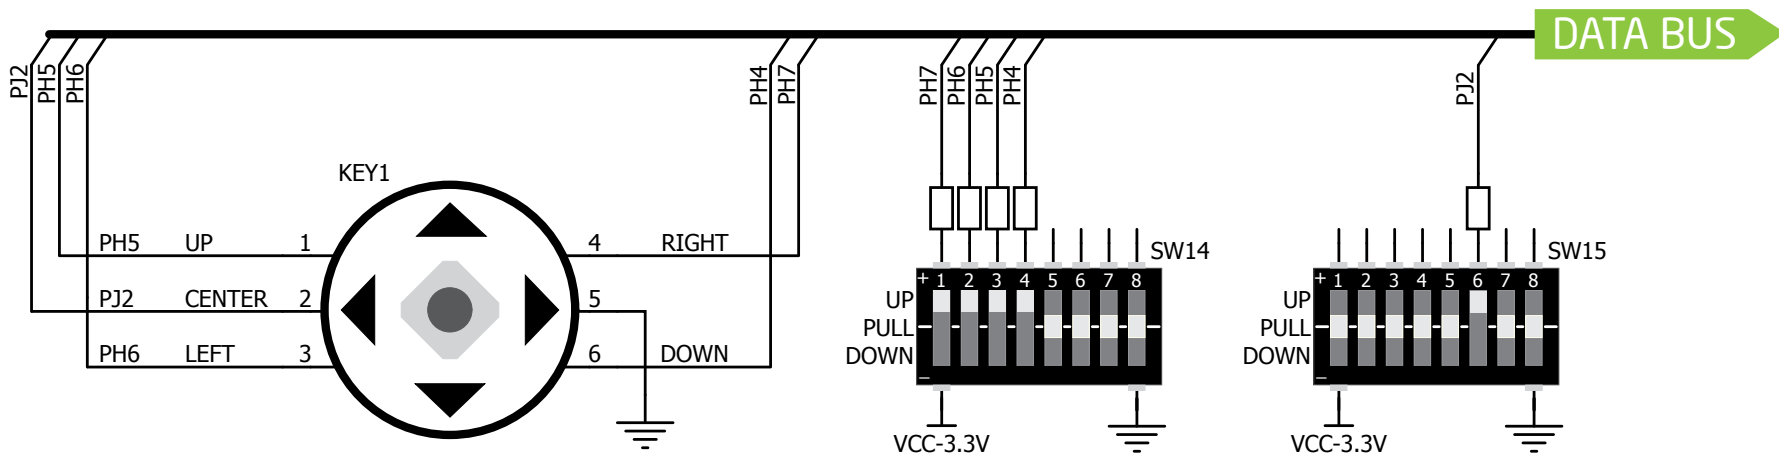 DATA BUS
PJ2
PH5
PH6
PH4
PH7
PH7
PH6
PH5
PH4
PJ2
KEY1
PH5 UP 1
PJ2 CENTER 2
PH6 LEFT 3
4 RIGHT
5
6 DOWN
SW14
+ 1 2 3 4 5 6 7 8
UP
PULL
DOWN
–
VCC-3.3V
SW15
+ 1 2 3 4 5 6 7 8
UP
PULL
DOWN
–
VCC-3.3V